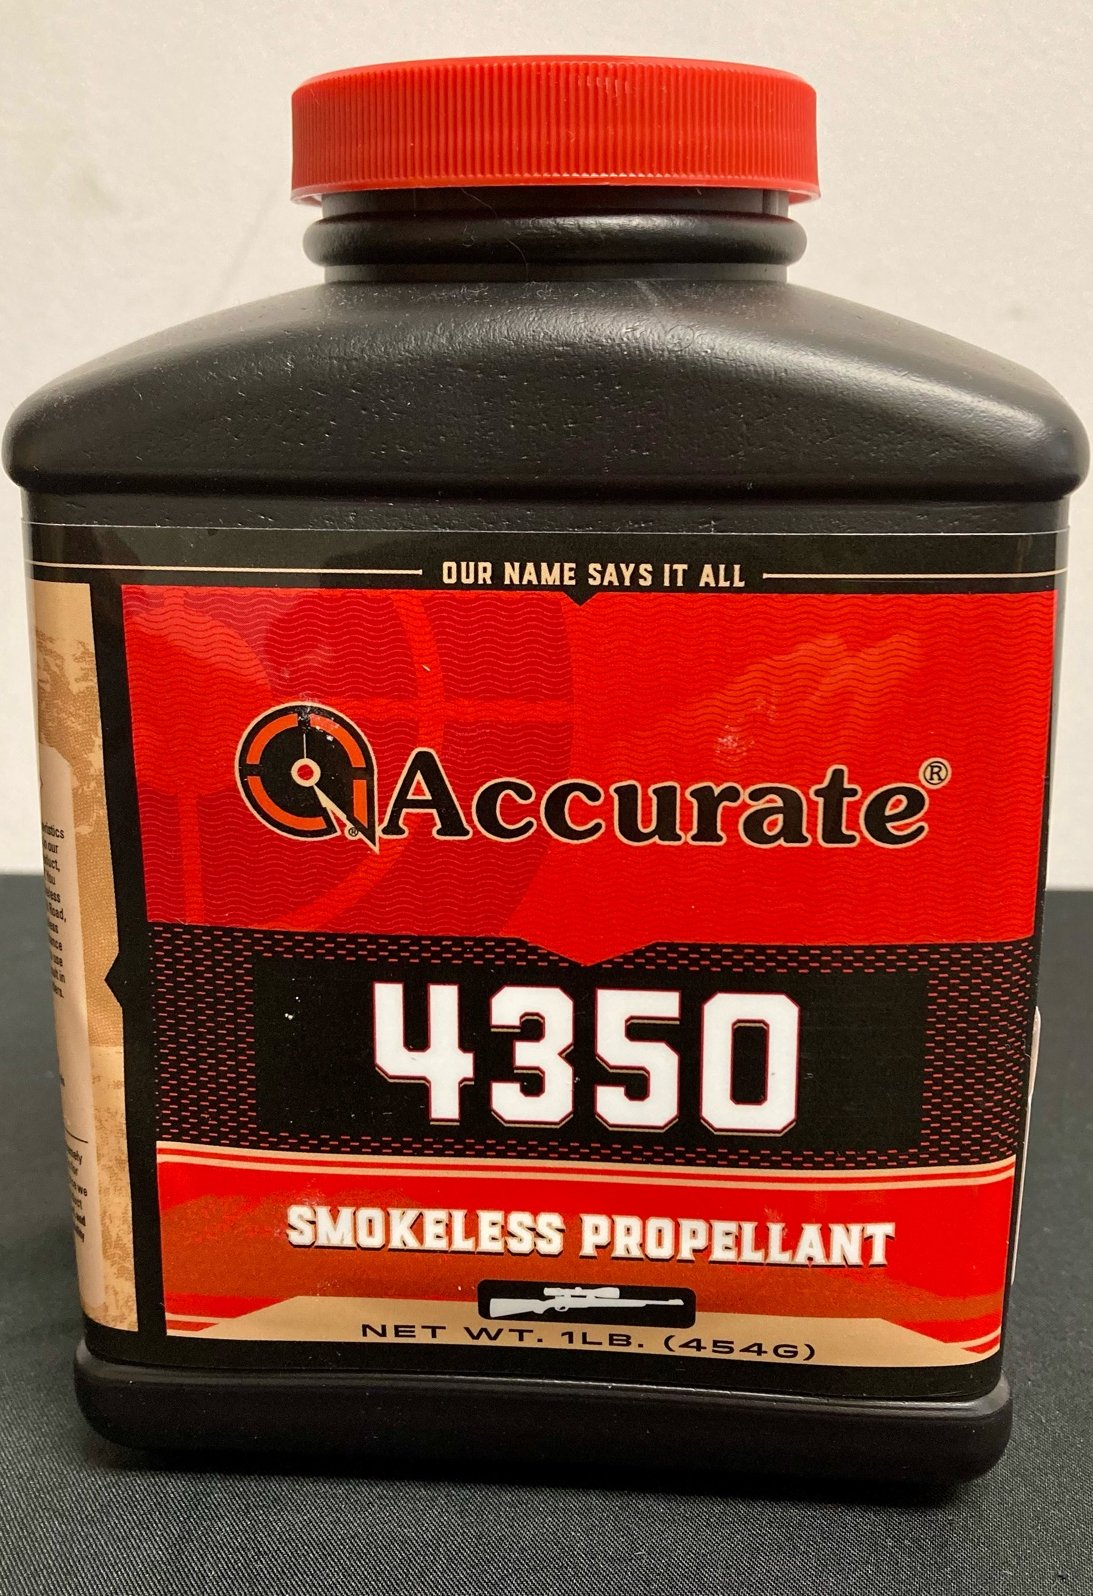 OUR NAME SAYS IT ALL
Accurate®
4350
SMOKELESS PROPELLANT
NET WT. 1LB. (454G)